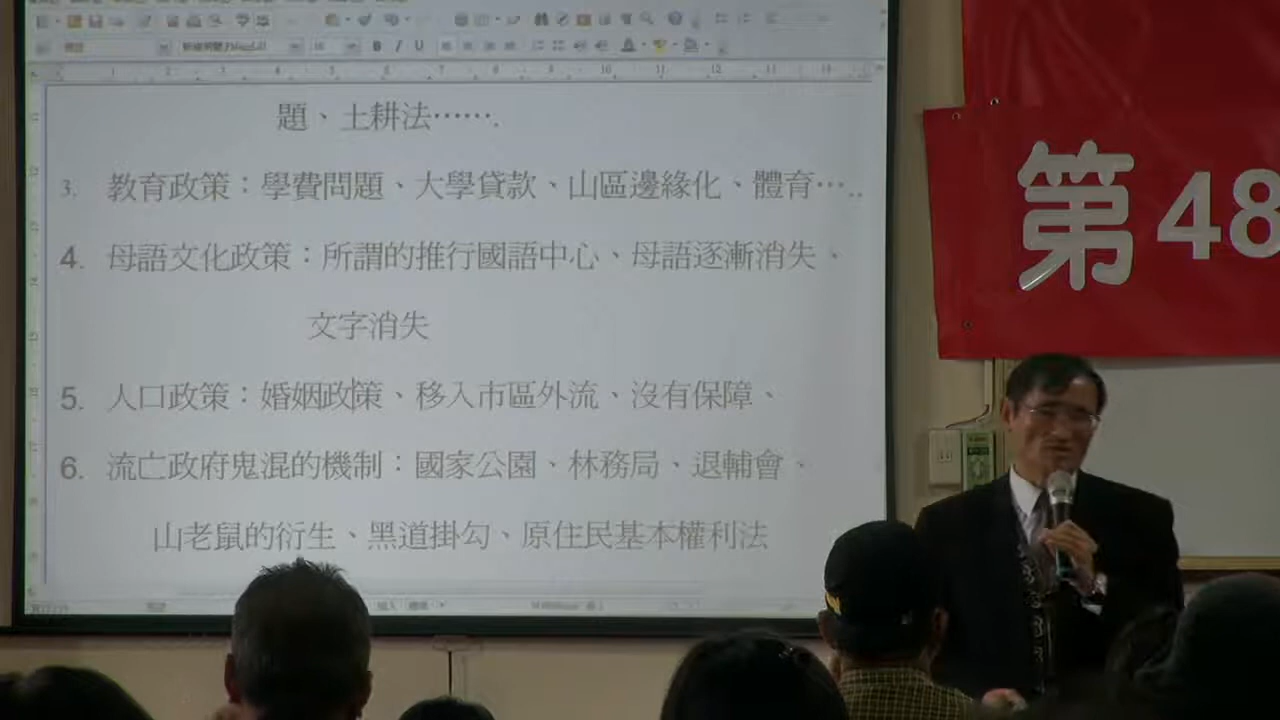 題、土耕法…….
3. 教育政策：學費問題、大學貸款、山區邊緣化、體育…..
4. 母語文化政策：所謂的推行國語中心、母語逐漸消失、
文字消失
5. 人口政策：婚姻政策、移入市區外流、沒有保障、
6. 流亡政府鬼混的機制：國家公園、林務局、退輔會、
山老鼠的衍生、黑道掛勾、原住民基本權利法
第48